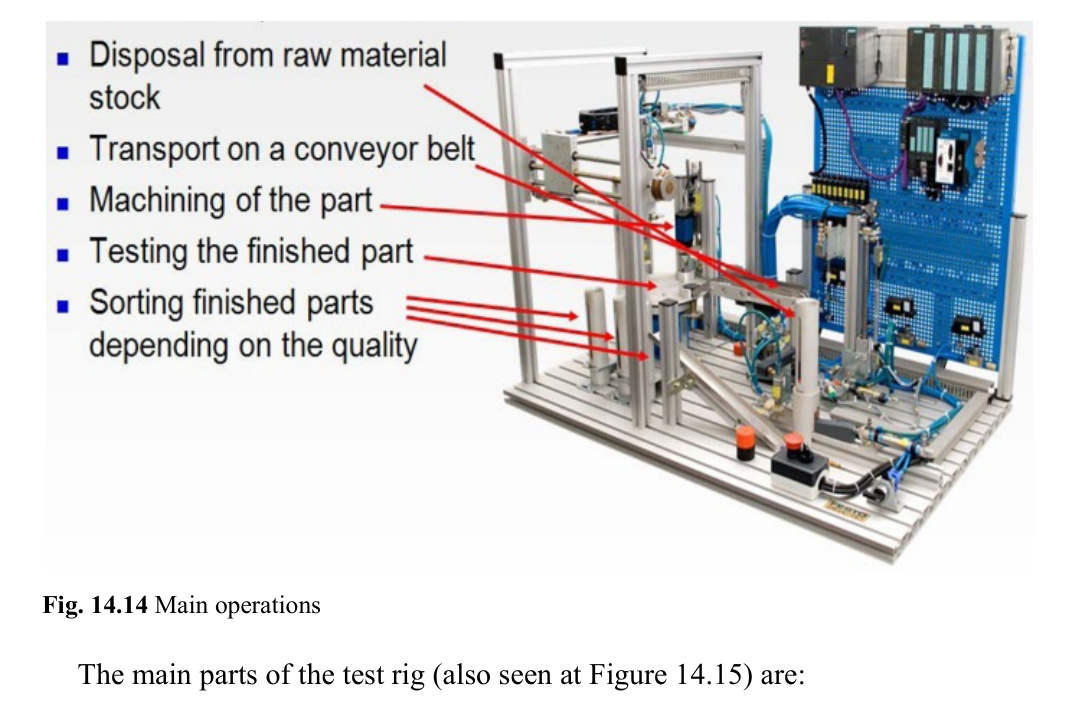 Disposal from raw material
stock
Transport on a conveyor belt
Machining of the part
Testing the finished part
Sorting finished parts
depending on the quality
FESTO
Fig. 14.14 Main operations
The main parts of the test rig (also seen at Figure 14.15) are: